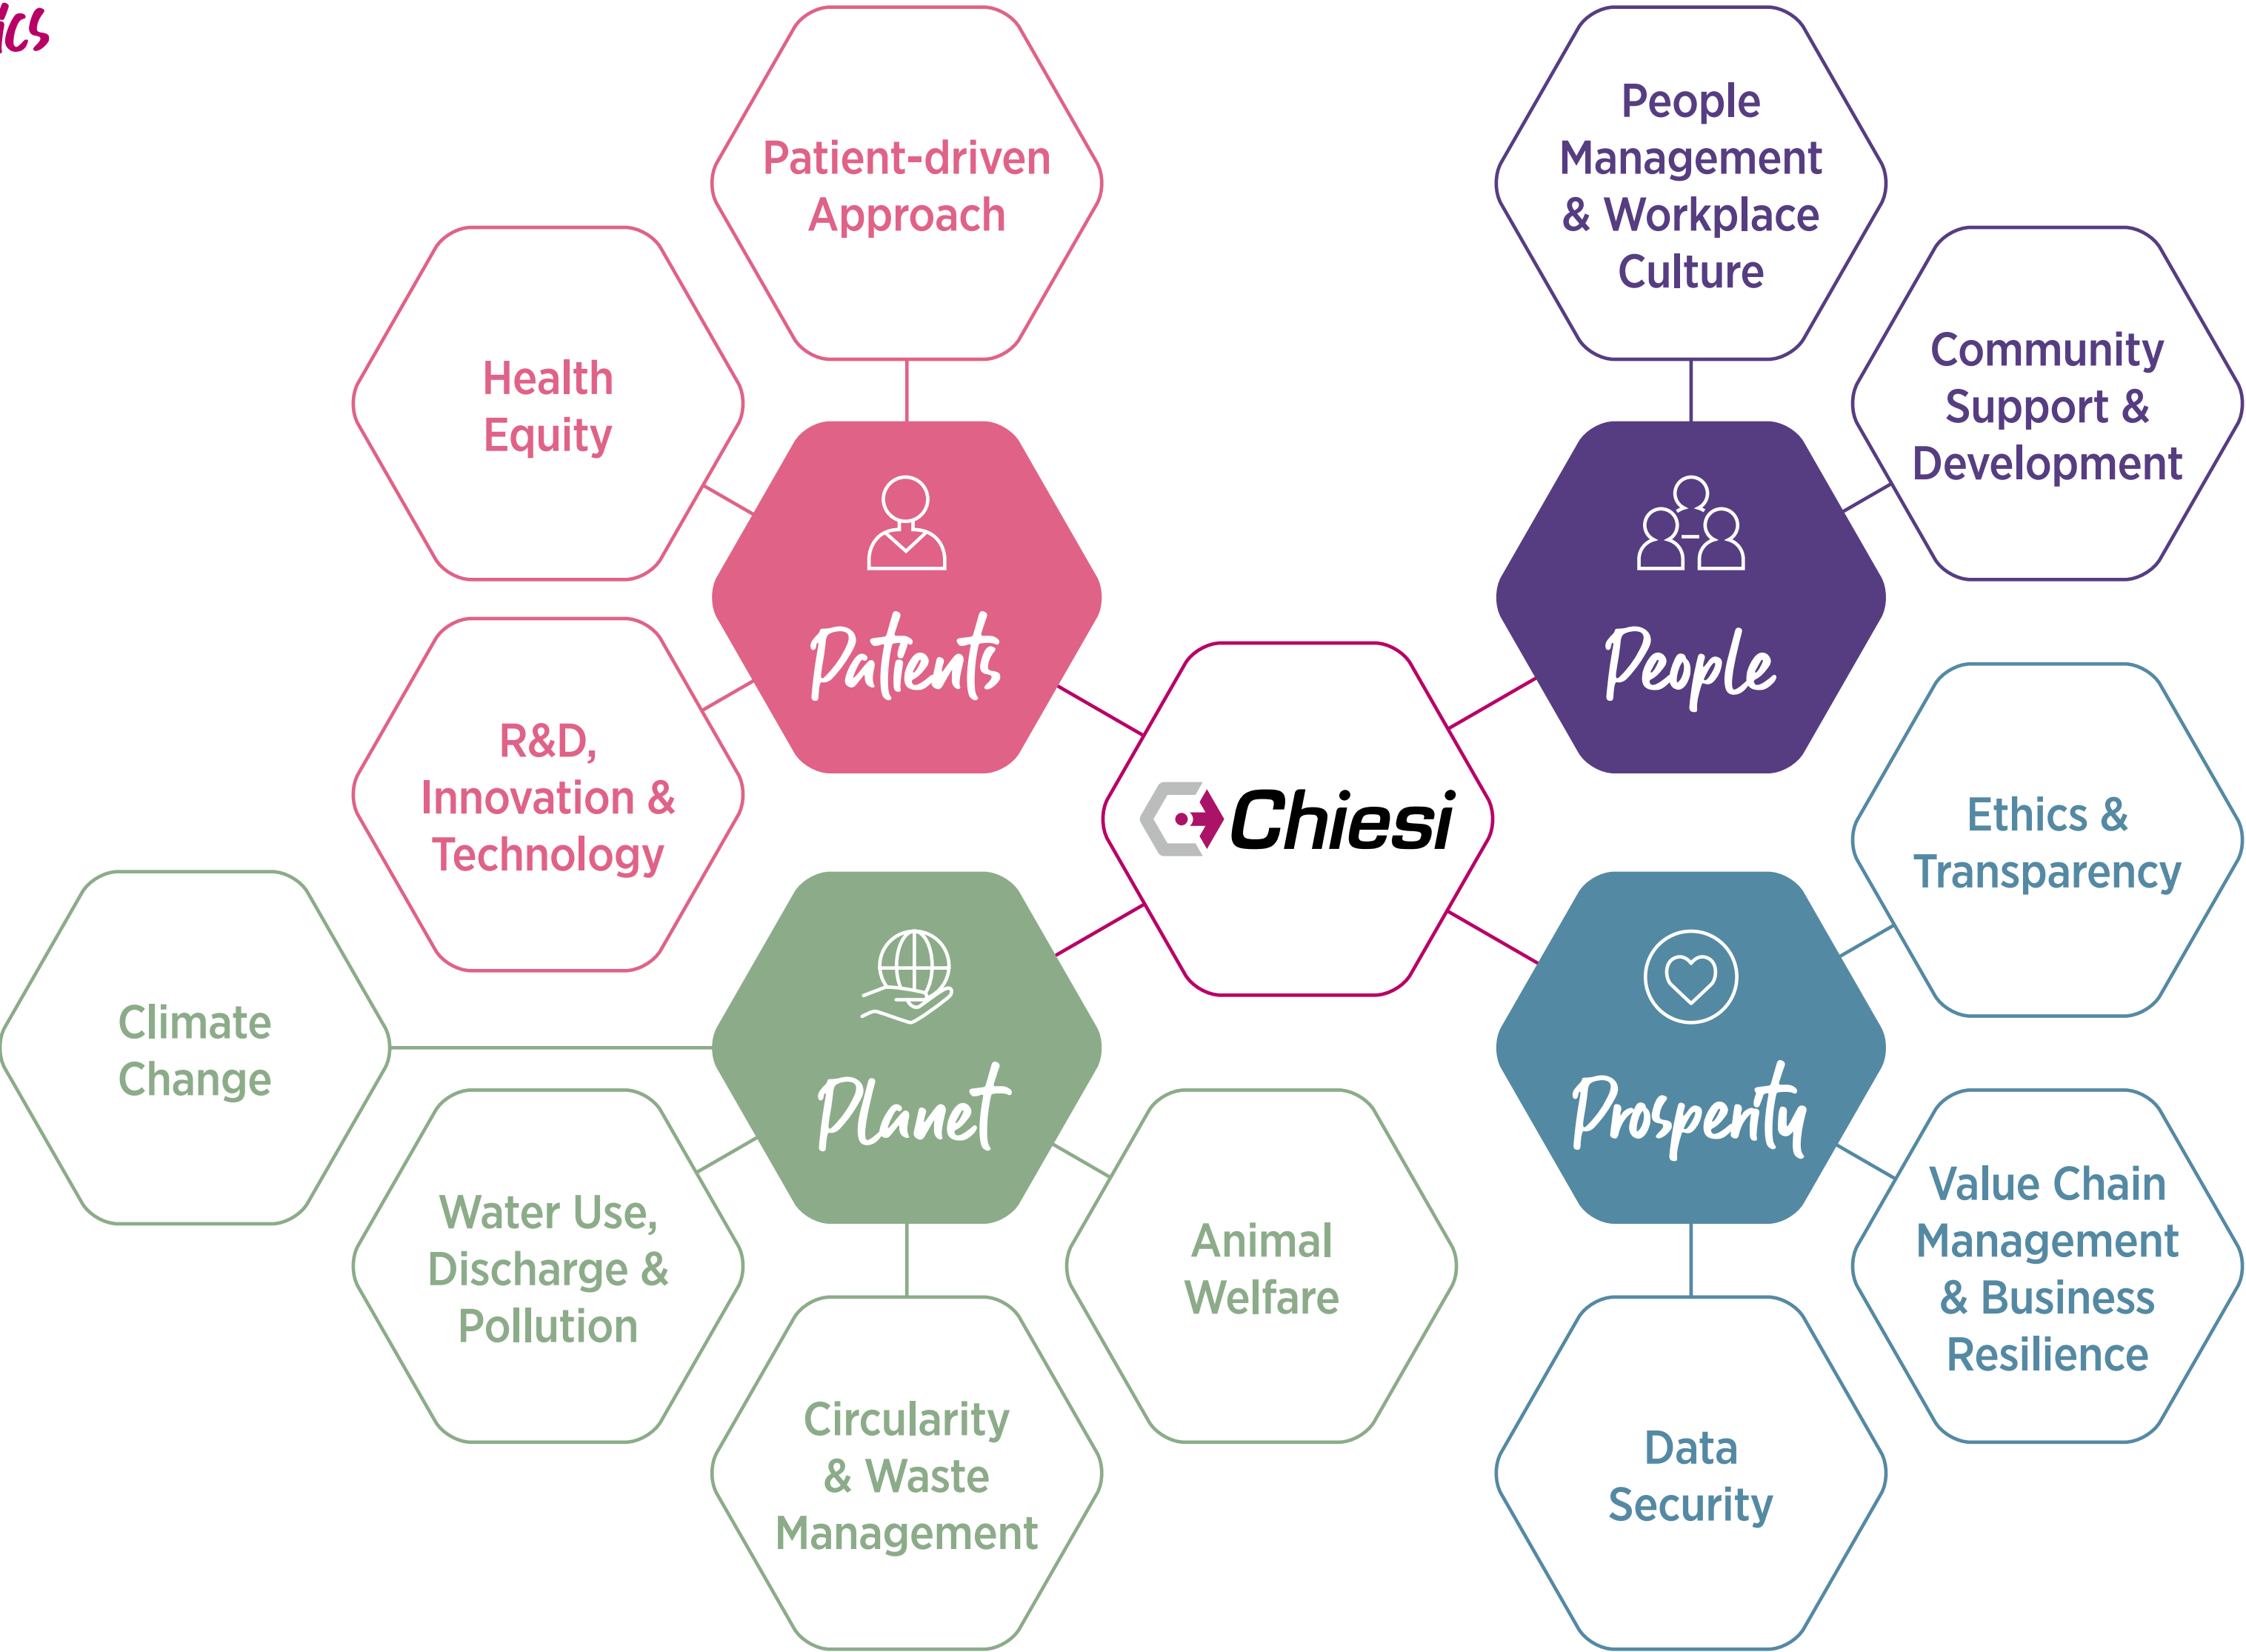 Patient-driven
Approach
Health
Equity
R&D,
Innovation &
Technology
Patients
People
Management
& Workplace
Culture
Community
Support &
Development
People
Chiesi
Climate
Change
Water Use,
Discharge &
Pollution
Circularity
& Waste
Management
Animal
Welfare
Planet
Ethics &
Transparency
Value Chain
Management
& Business
Resilience
Data
Security
Prosperity